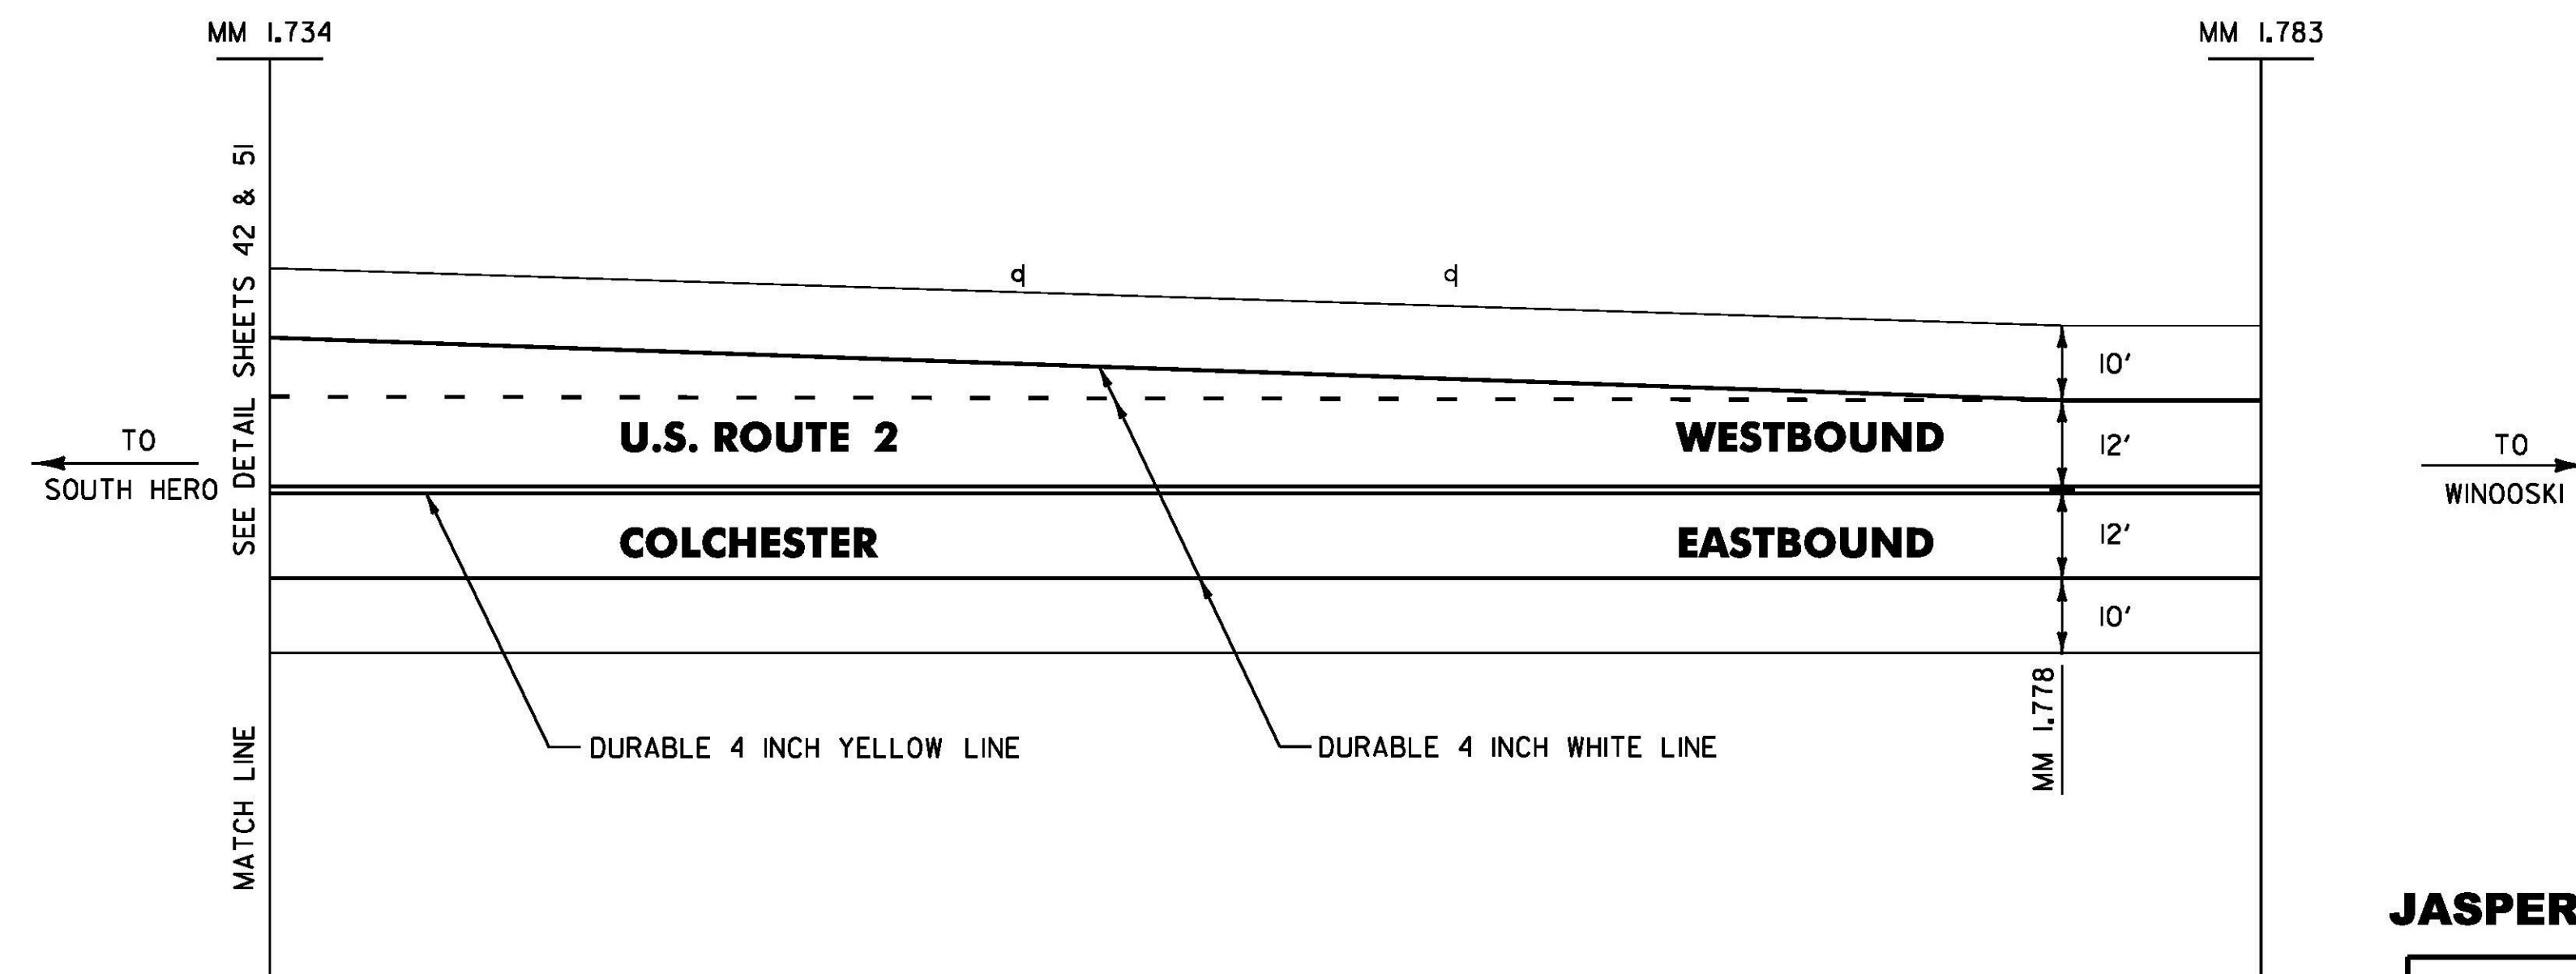 MM 1.734
MM 1.783
SEE DETAIL SHEETS 42 & 51
MATCH LINE
10'
U.S. ROUTE 2
WESTBOUND
12'
TO
SOUTH HERO
TO
WINOOSKI
COLCHESTER
EASTBOUND
12'
10'
MM 1.778
DURABLE 4 INCH YELLOW LINE
DURABLE 4 INCH WHITE LINE
JASPER